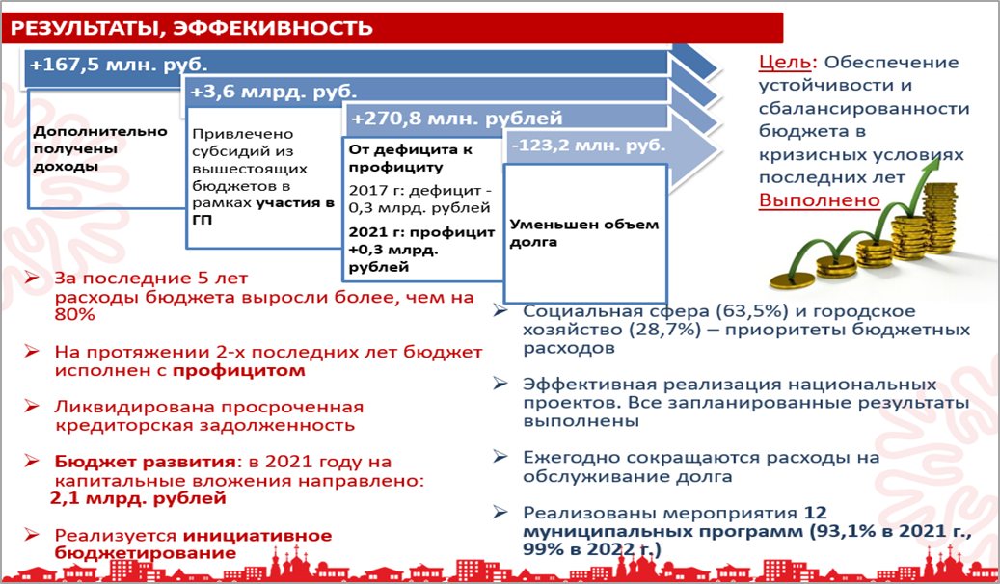 РЕЗУЛЬТАТЫ, ЭФФЕКИВНОСТЬ
+167,5 млн. руб.
Дополнительно
получены
доходы
+3,6 млрд. руб.
Привлечено
субсидий из
вышестоящих
бюджетов в
рамках участия в
ГП
+270,8 млн. рублей
От дефицита к
профициту
2017 г: дефицит -
0,3 млрд. рублей
2021 г: профицит
+0,3 млрд.
рублей
-123,2 млн. руб.
Уменьшен объем
долга
Цель: Обеспечение
устойчивости и
сбалансированности
бюджета в
кризисных условиях
последних лет
Выполнено
➢ За последние 5 лет
расходы бюджета выросли более, чем на
80%
➢ На протяжении 2-х последних лет бюджет
исполнен с профицитом
➢ Ликвидирована просроченная
кредиторская задолженность
➢ Бюджет развития: в 2021 году на
капитальные вложения направлено:
2,1 млрд. рублей
➢ Реализуется инициативное
бюджетирование
➢ Социальная сфера (63,5%) и городское
хозяйство (28,7%) – приоритеты бюджетных
расходов
➢ Эффективная реализация национальных
проектов. Все запланированные результаты
выполнены
➢ Ежегодно сокращаются расходы на
обслуживание долга
➢ Реализованы мероприятия 12
муниципальных программ (93,1% в 2021 г.,
99% в 2022 г.)